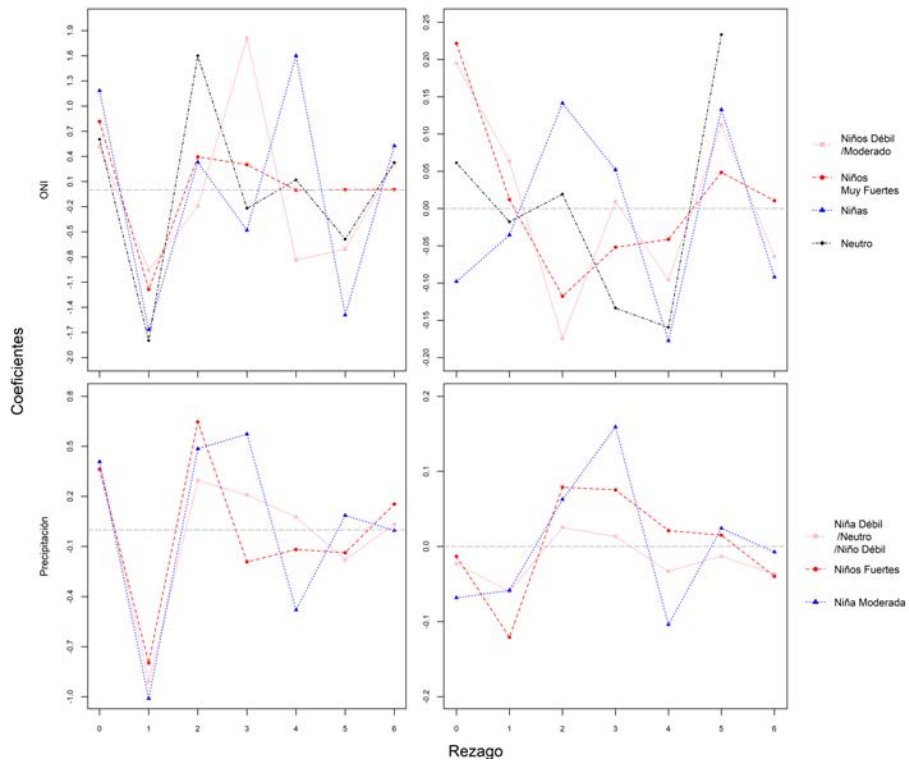 Coeficientes
ONI
1.9
1.6
1.3
1.0
0.7
0.4
0.1
-0.2
-0.5
-0.8
-1.1
-1.4
-1.7
-2.0
0.25
0.20
0.15
0.10
0.05
0.00
-0.05
-0.10
-0.15
-0.20
Niños Débil
/Moderado
Niños
Muy Fuertes
Niñas
Neutro
Precipitación
0.8
0.5
0.2
-0.1
-0.4
-0.7
-1.0
0 1 2 3 4 5 6
0.2
0.1
0.0
-0.1
-0.2
0 1 2 3 4 5 6
Niña Débil
/Neutro
/Niño Débil
Niños Fuertes
Niña Moderada
Rezago